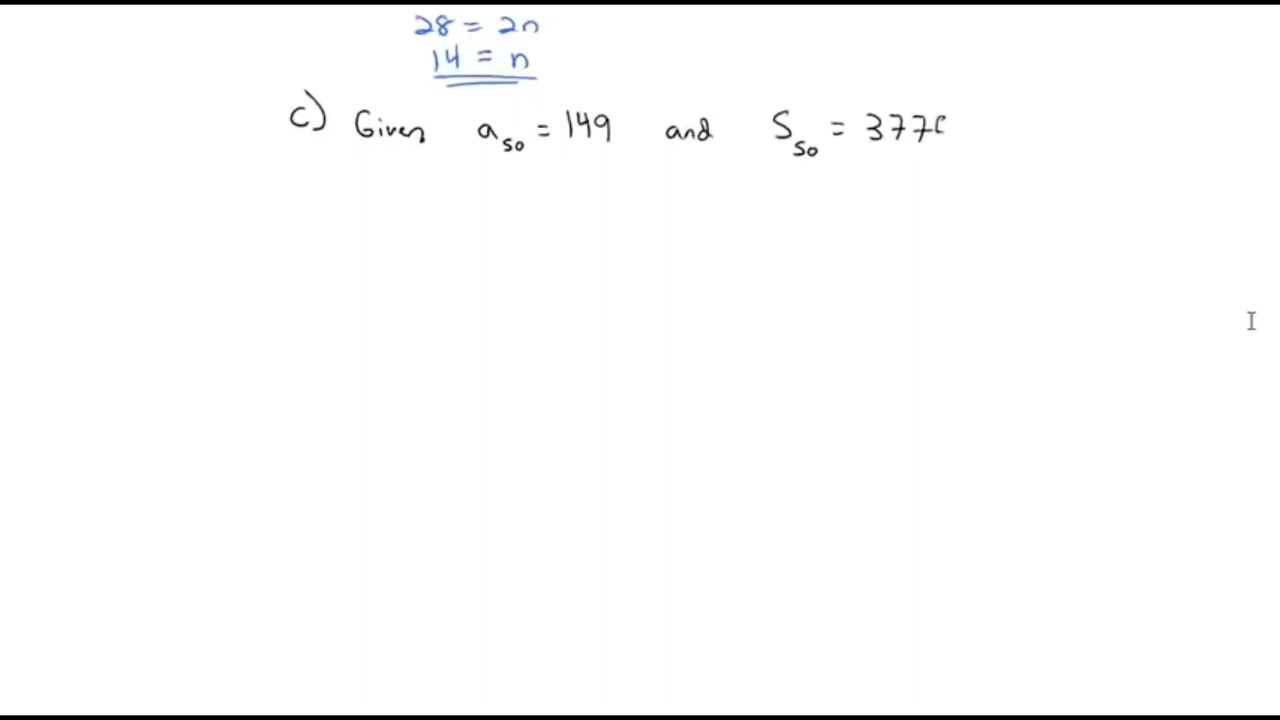 28 = 2n
14 = n
c) Given a₅₀ = 149 and S₅₀ = 377